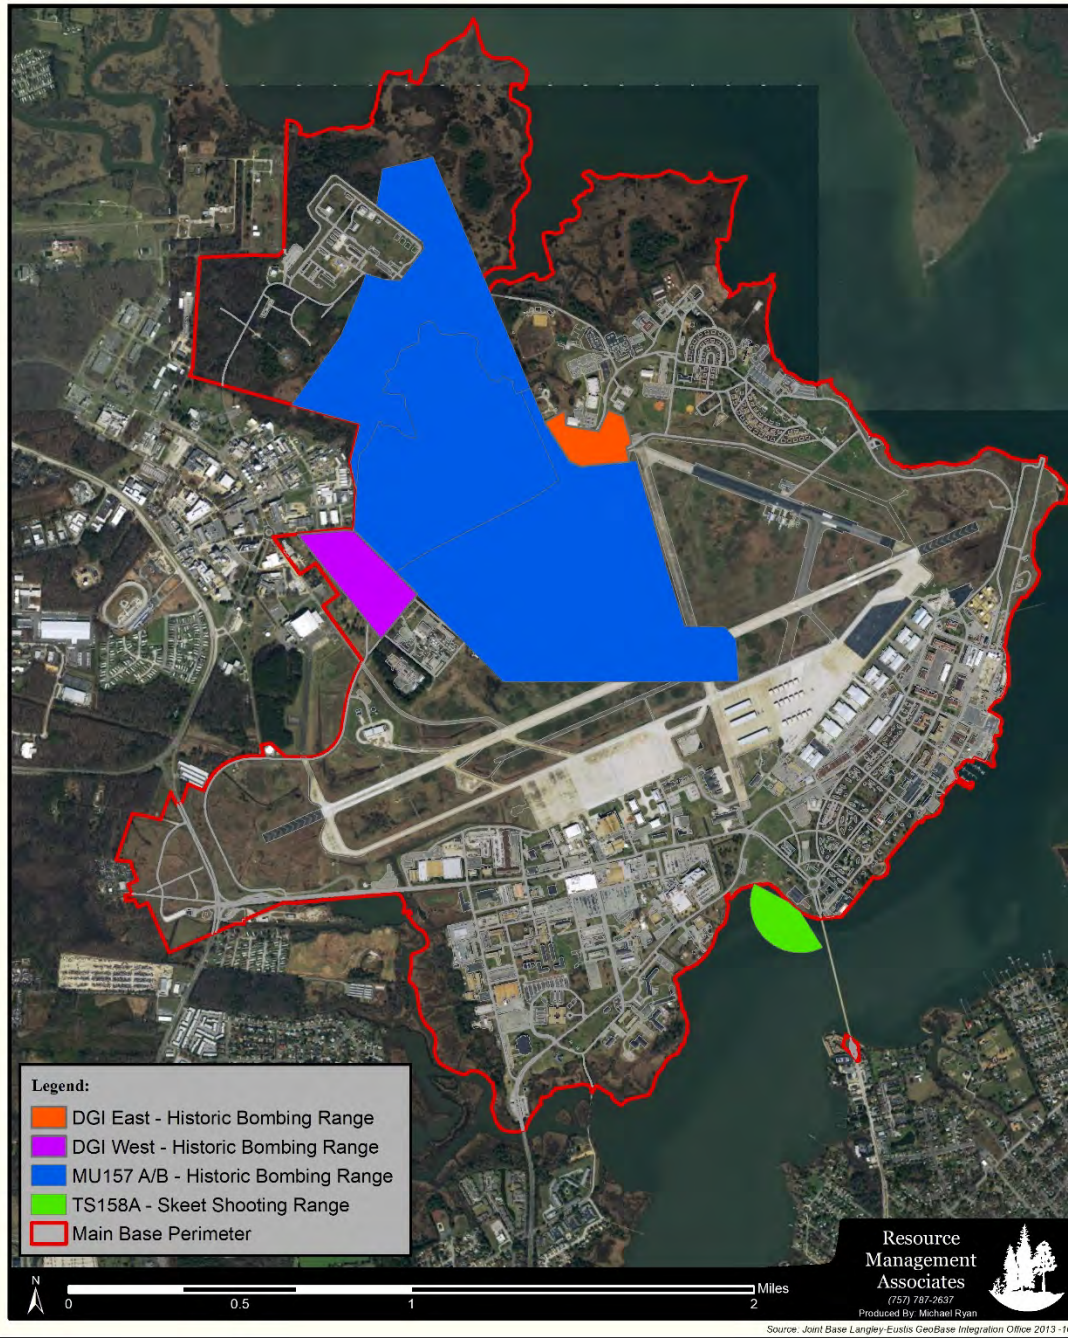 Legend:
DGI East - Historic Bombing Range
DGI West - Historic Bombing Range
MU157 A/B - Historic Bombing Range
TS158A - Skeet Shooting Range
Main Base Perimeter
N
0 0.5 1 2 Miles
Resource
Management
Associates
(757) 787-2637
Produced By: Michael Ryan
Source: Joint Base Langley-Eustis GeoBase Integration Office 2013